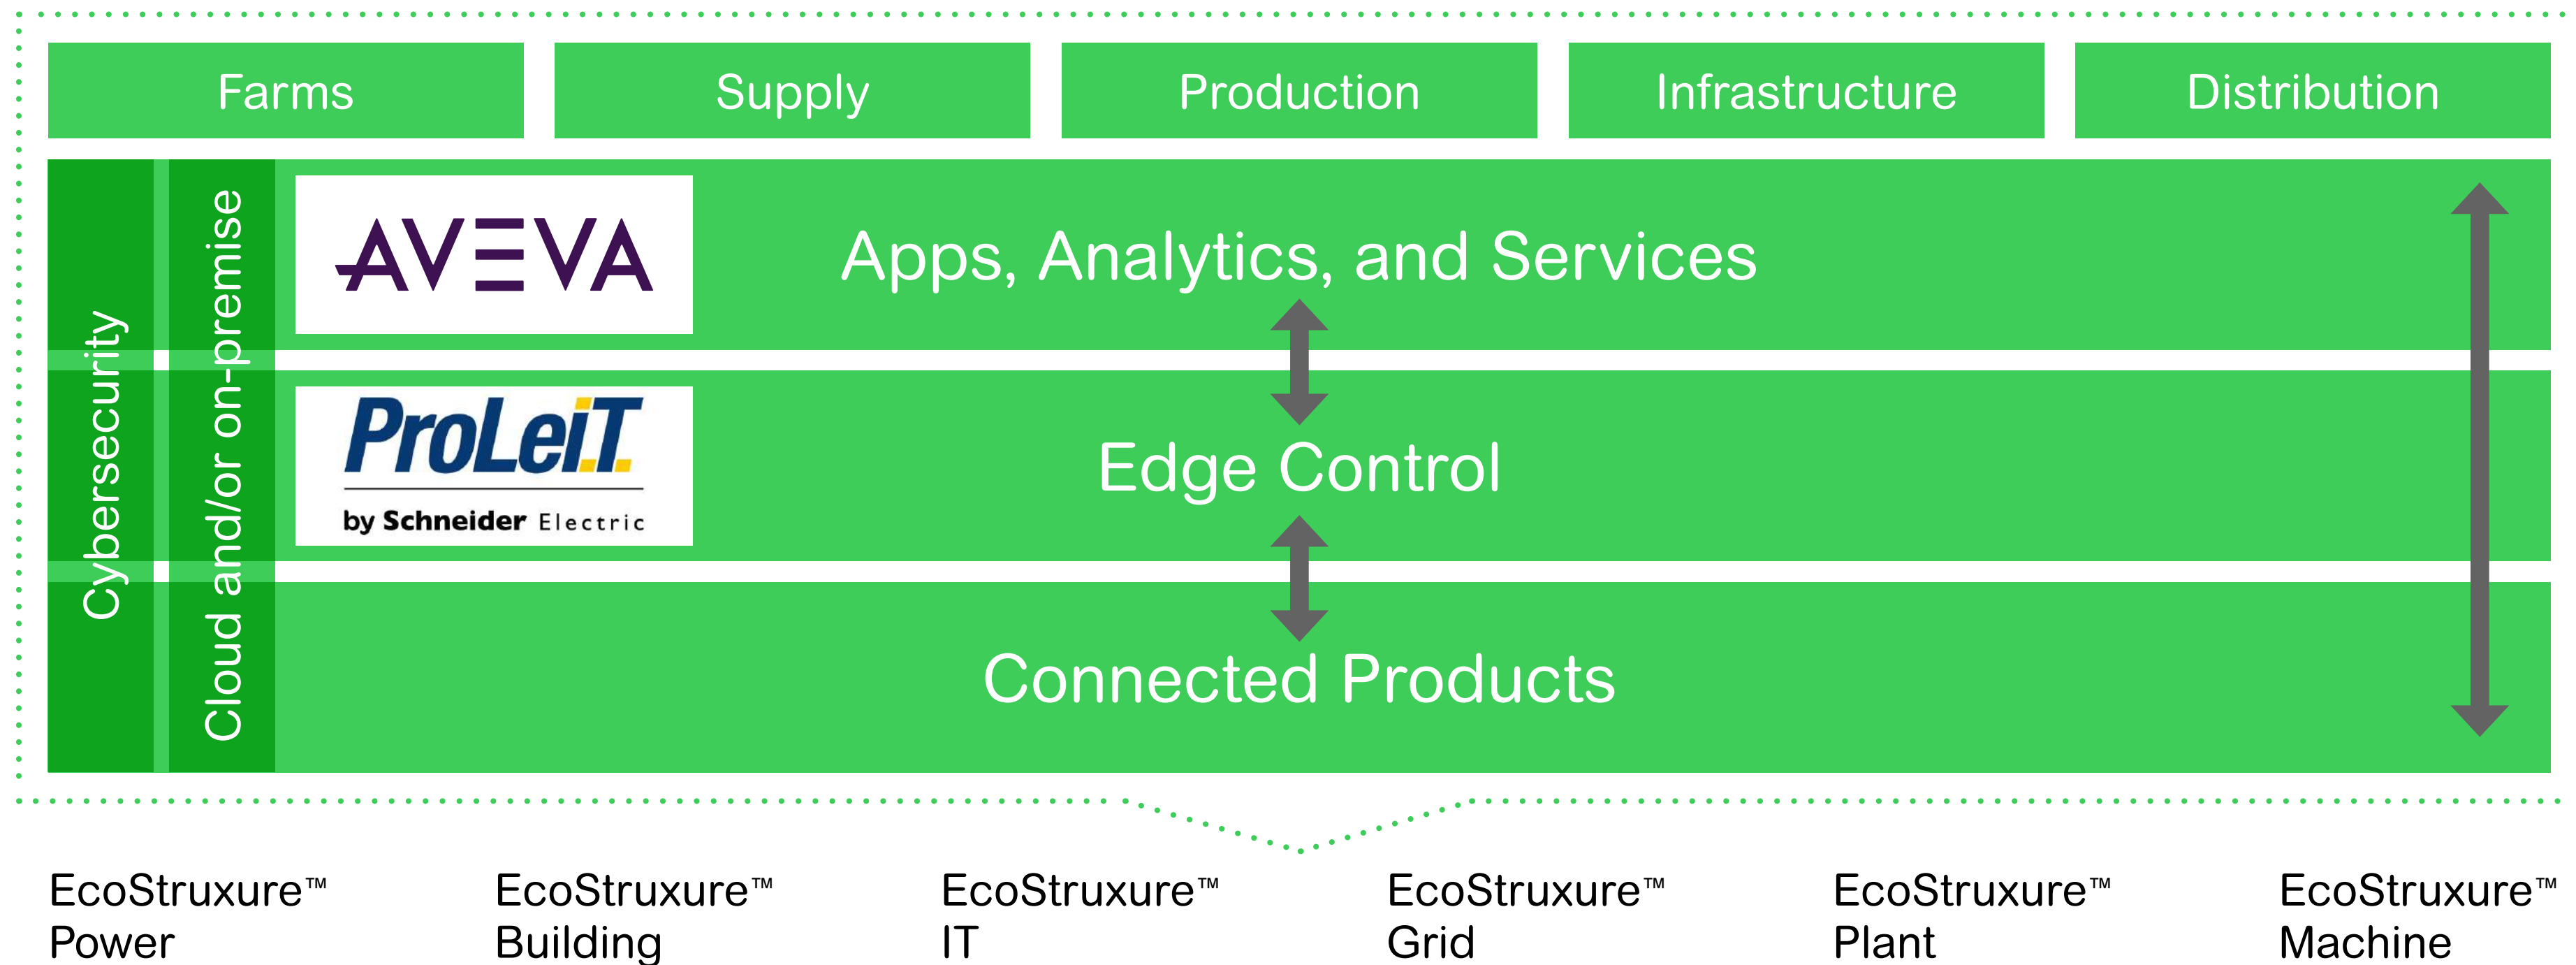 Farms
Supply
Production
Infrastructure
Distribution
Cybersecurity
Cloud and/or on-premise
AVEVA
Apps, Analytics, and Services
ProLeiT
by Schneider Electric
Edge Control
Connected Products
EcoStruxure™
Power
EcoStruxure™
Building
EcoStruxure™
IT
EcoStruxure™
Grid
EcoStruxure™
Plant
EcoStruxure™
Machine